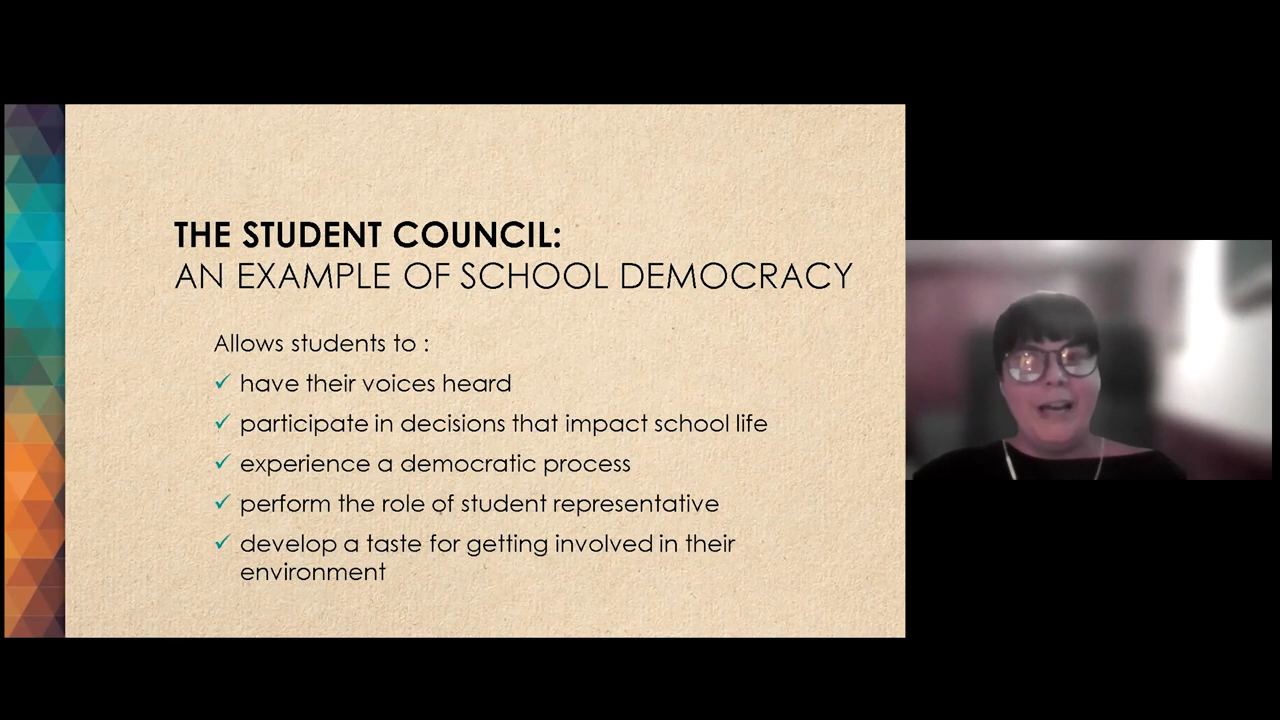 THE STUDENT COUNCIL:
AN EXAMPLE OF SCHOOL DEMOCRACY
Allows students to :
✓ have their voices heard
✓ participate in decisions that impact school life
✓ experience a democratic process
✓ perform the role of student representative
✓ develop a taste for getting involved in their
environment